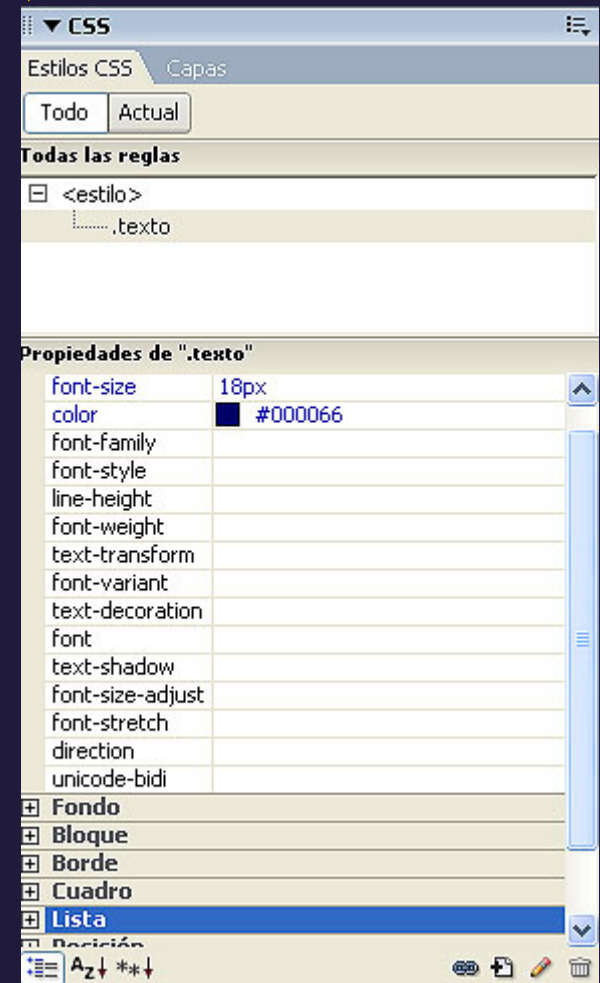 CSS
Estilos CSS Capas
Todo Actual
Todas las reglas
<estilo>
.texto
Propiedades de ".texto"
font-size 18px
color #000066
font-family
font-style
line-height
font-weight
text-transform
font-variant
text-decoration
font
text-shadow
font-size-adjust
font-stretch
direction
unicode-bidi
Fondo
Bloque
Borde
Cuadro
Lista
Posición
AZ **